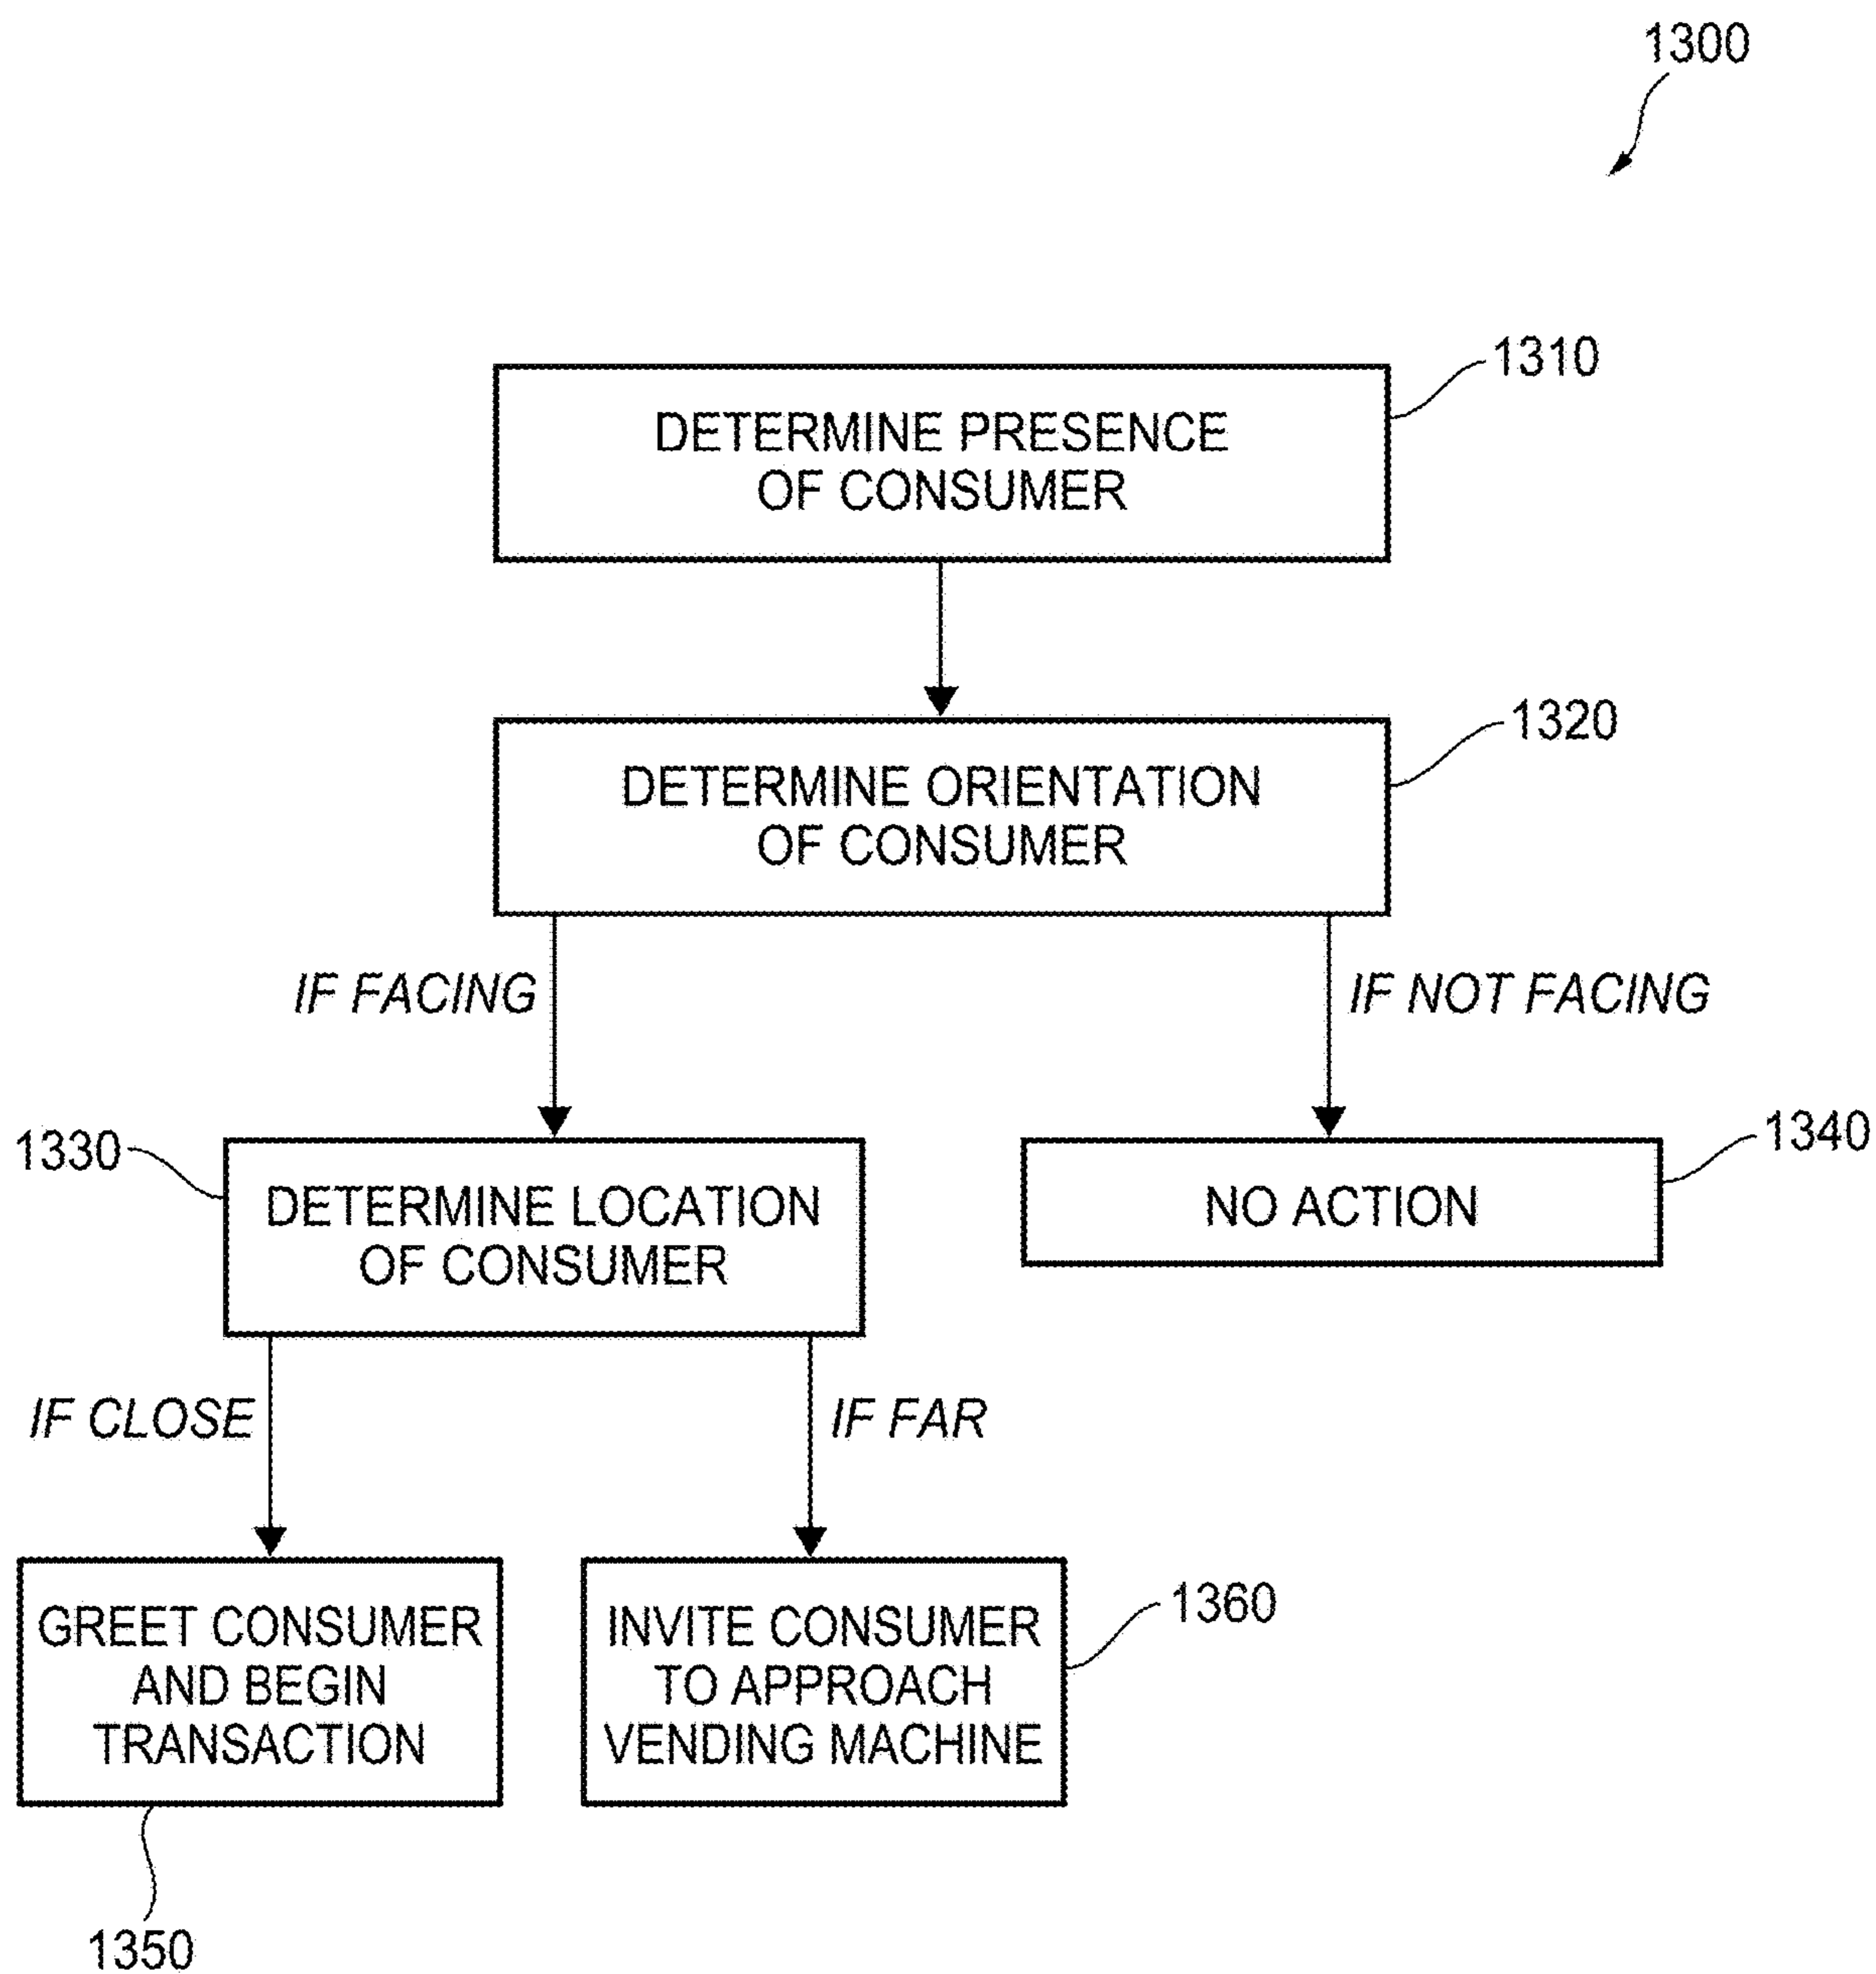 1300
1310
DETERMINE PRESENCE
OF CONSUMER
1320
DETERMINE ORIENTATION
OF CONSUMER
IF FACING
IF NOT FACING
1330
DETERMINE LOCATION
OF CONSUMER
1340
NO ACTION
IF CLOSE
IF FAR
GREET CONSUMER
AND BEGIN
TRANSACTION
1350
INVITE CONSUMER
TO APPROACH
VENDING MACHINE
1360